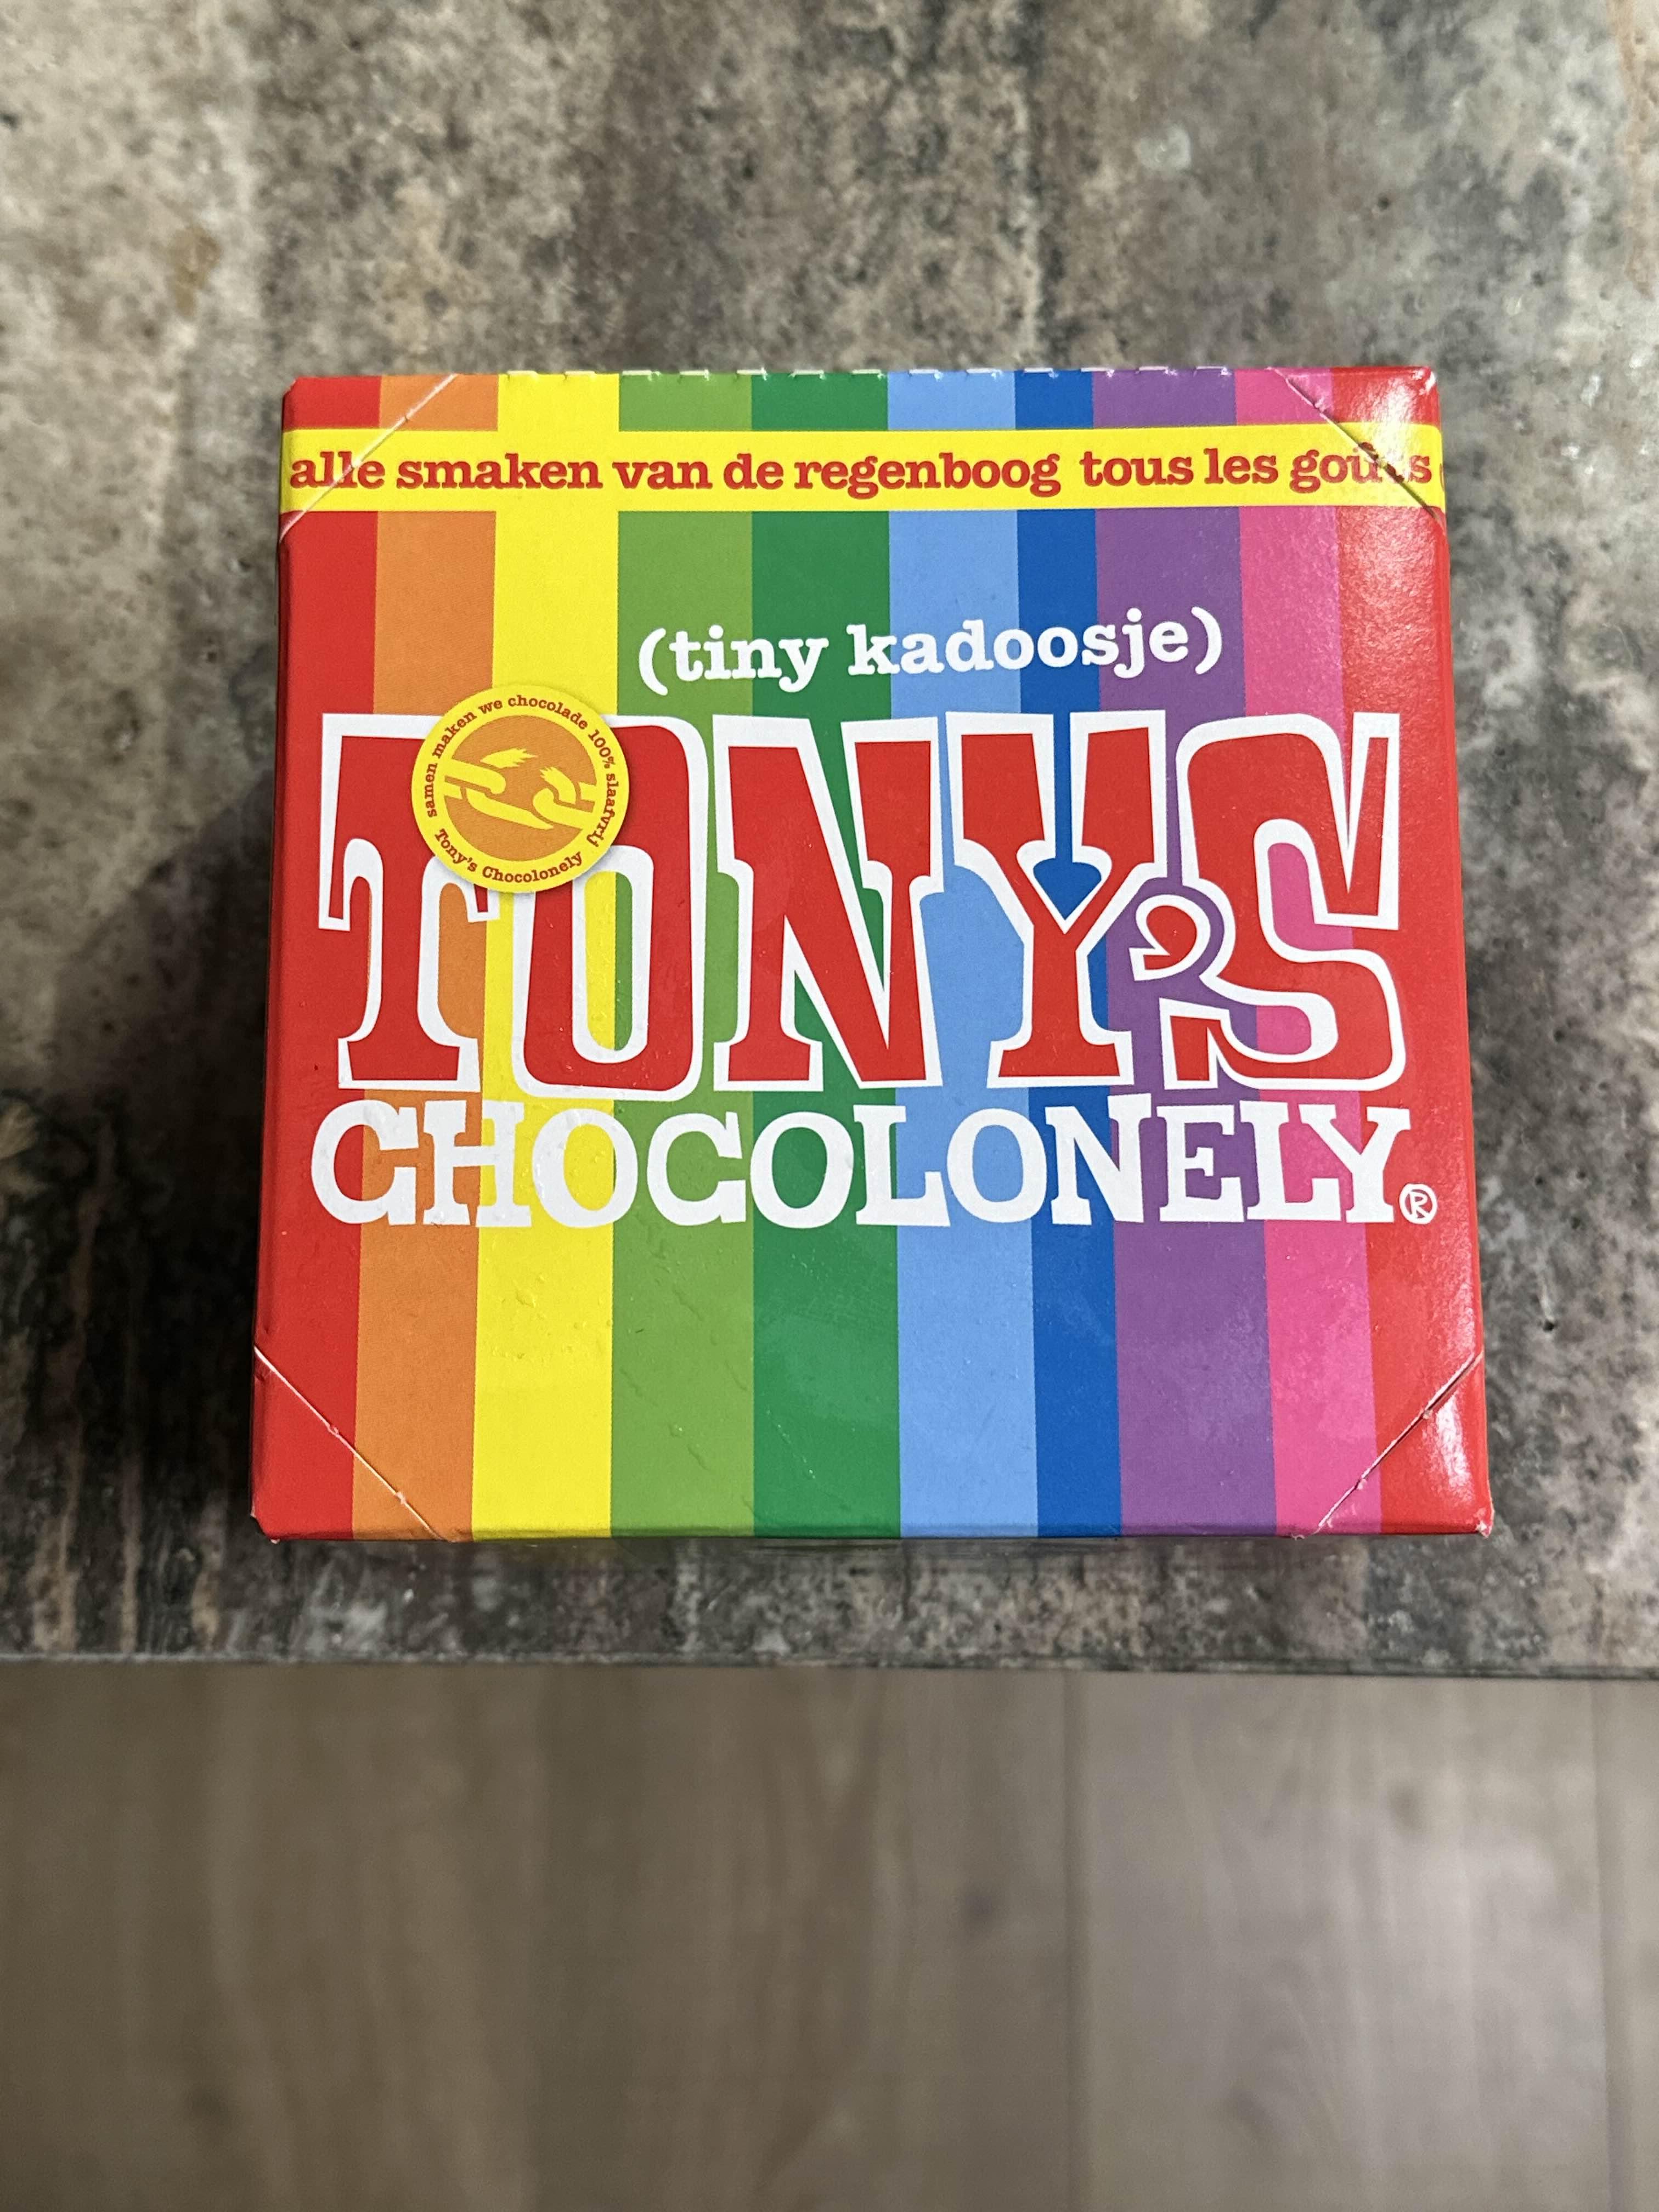 alle smaken van de regenboog tous les goûts
(tiny kadoosje)
samen maken we chocolade 100% slaafvrij
Tony's Chocolonely
TONY'S
CHOCOLONELY®